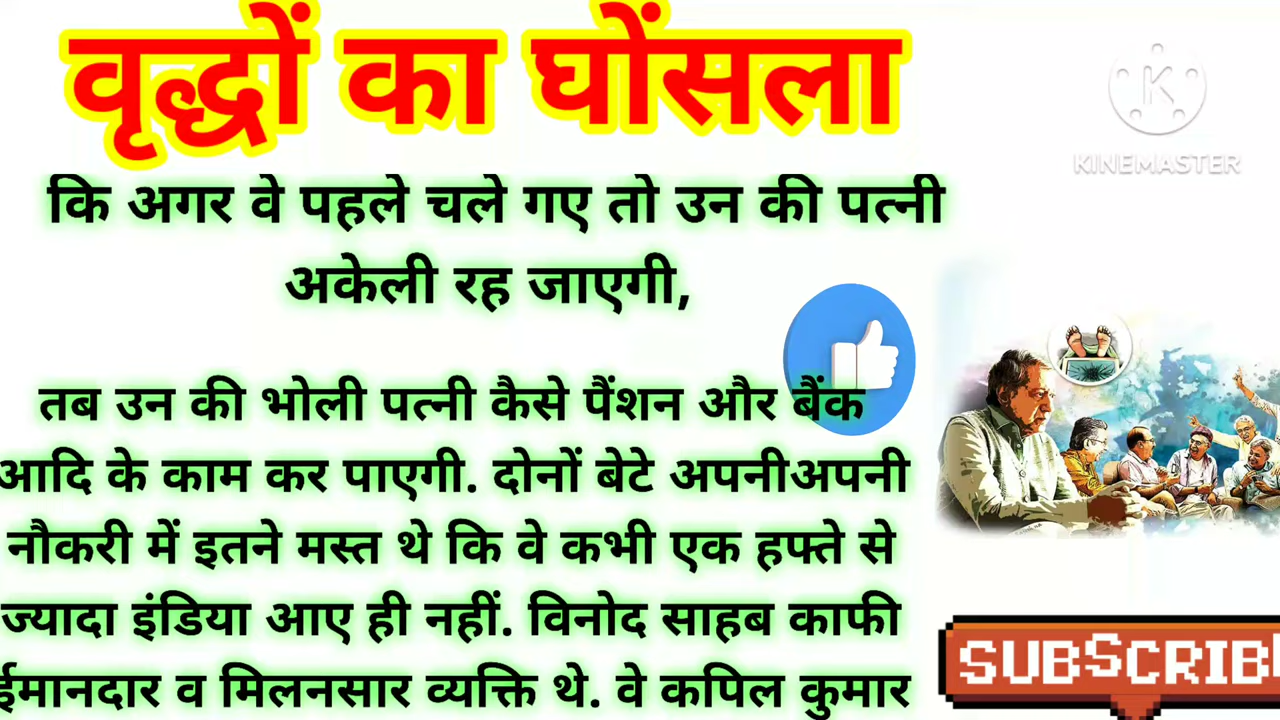 वृद्धों का घोंसला
K
KINEMASTER
कि अगर वे पहले चले गए तो उन की पत्नी
अकेली रह जाएगी,
तब उन की भोली पत्नी कैसे पैंशन और बैंक
आदि के काम कर पाएगी. दोनों बेटे अपनीअपनी
नौकरी में इतने मस्त थे कि वे कभी एक हफ्ते से
ज्यादा इंडिया आए ही नहीं. विनोद साहब काफी
ईमानदार व मिलनसार व्यक्ति थे. वे कपिल कुमार
SUBSCRIB